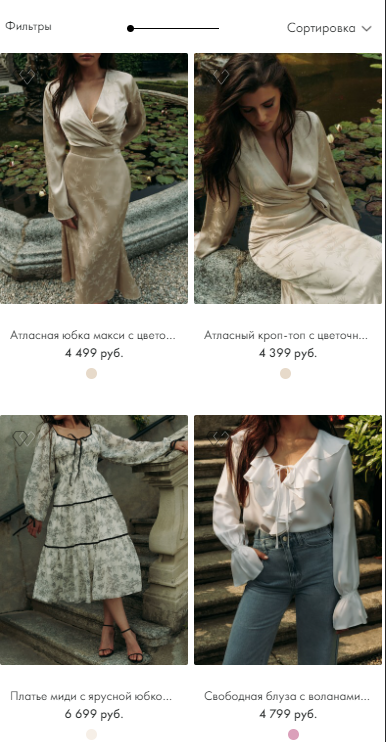 Фильтры
Сортировка
Атласная юбка макси с цвето...
4 499 руб.
Атласный кроп-топ с цветочн...
4 399 руб.
Платье миди с ярусной юбко...
6 699 руб.
Свободная блуза с воланами...
4 799 руб.